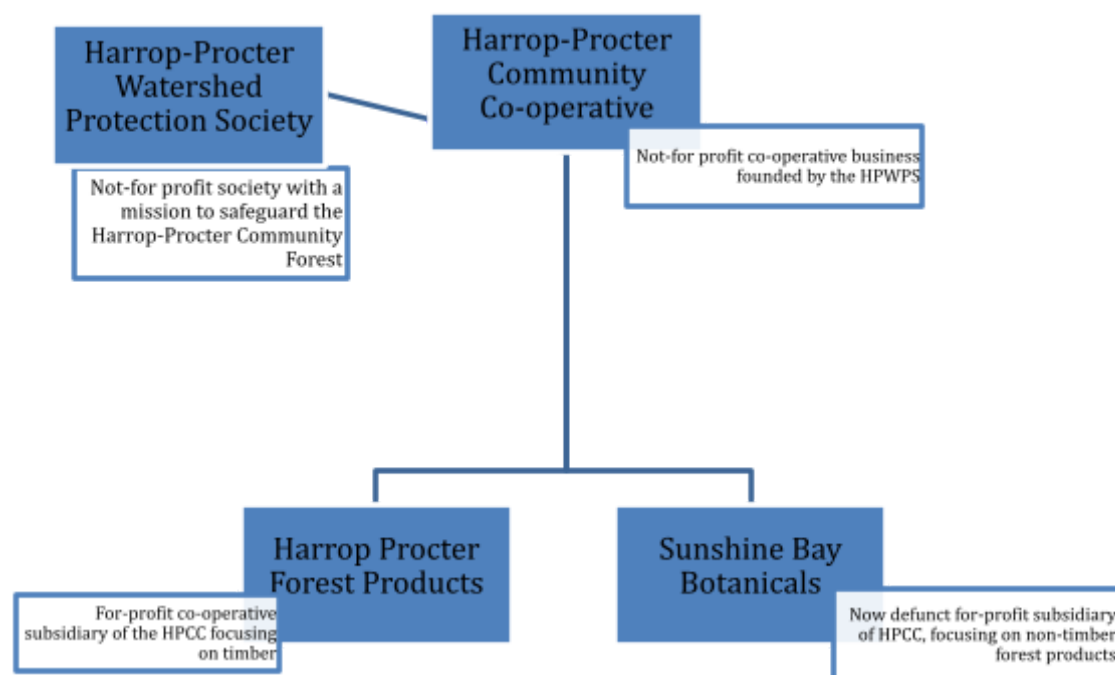 Harrop-Procter
Watershed
Protection Society
Not-for profit society with a
mission to safeguard the
Harrop-Procter Community
Forest
Harrop-Procter
Community
Co-operative
Not-for profit co-operative business
founded by the HPWPS
Harrop Procter
Forest Products
For-profit co-operative
subsidiary of the HPCC focusing
on timber
Sunshine Bay
Botanicals
Now defunct for-profit subsidiary
of HPCC, focusing on non-timber
forest products